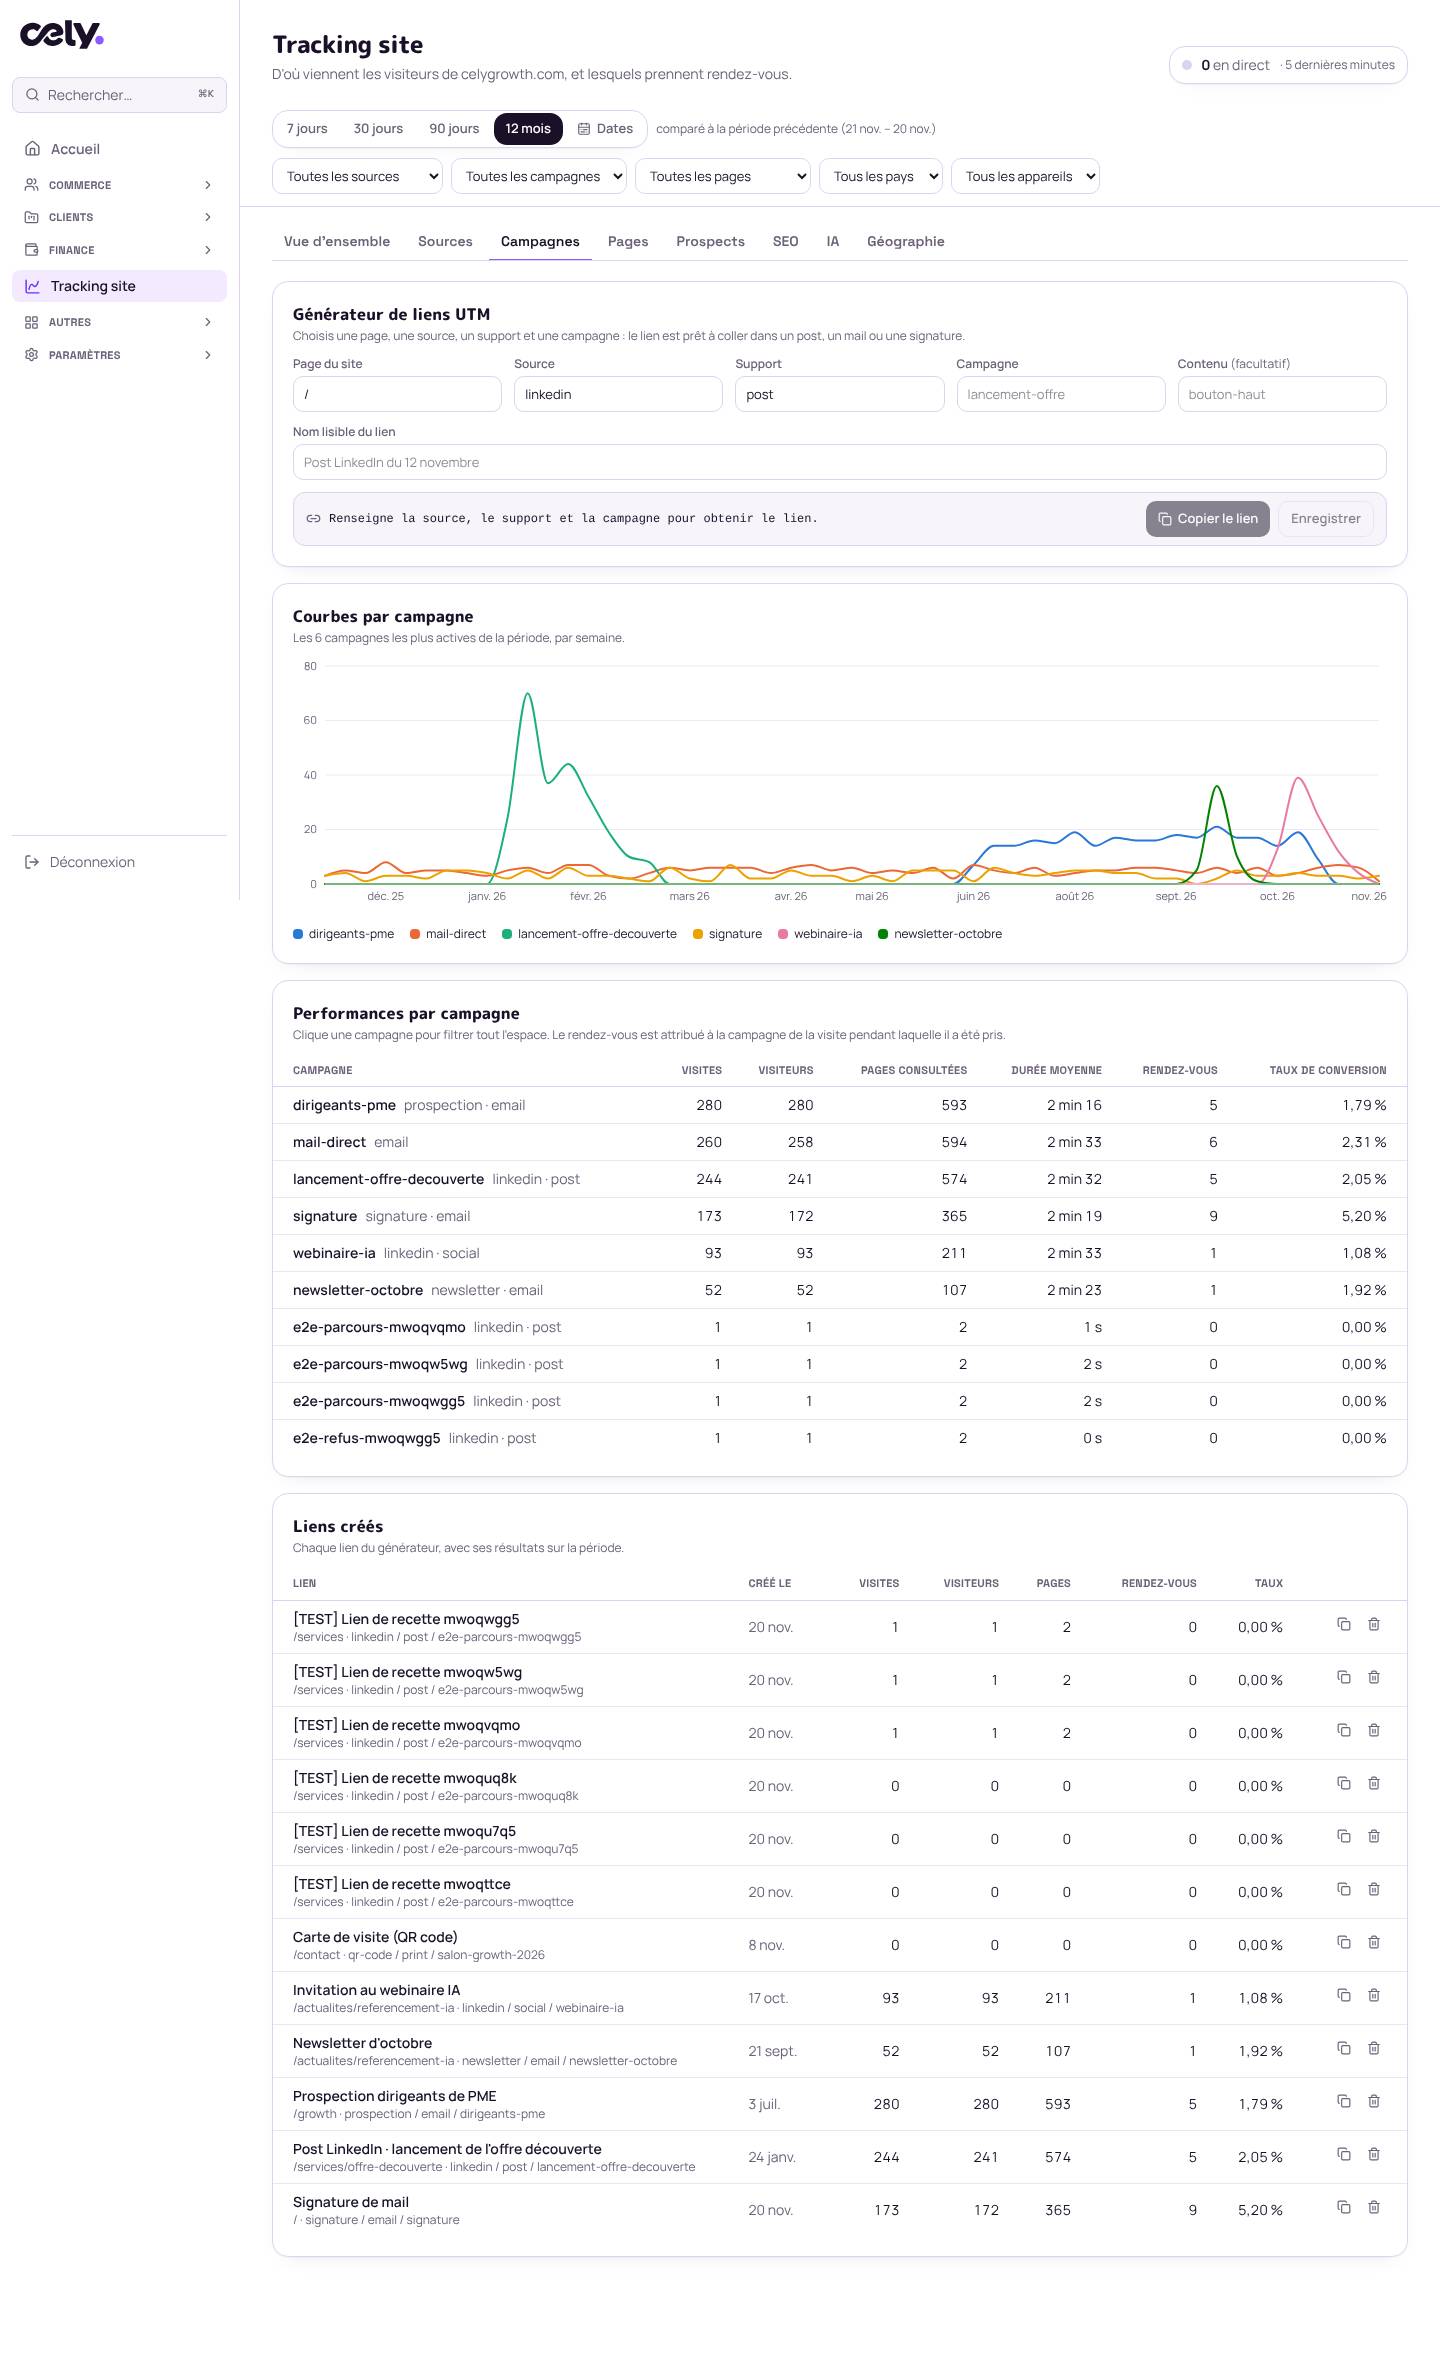 cely.
Rechercher... ⌘K
Accueil
COMMERCE
CLIENTS
FINANCE
Tracking site
AUTRES
PARAMÈTRES
Déconnexion
Tracking site
D'où viennent les visiteurs de celygrowth.com, et lesquels prennent rendez-vous.
0 en direct · 5 dernières minutes
7 jours 30 jours 90 jours 12 mois Dates comparé à la période précédente (21 nov. – 20 nov.)
Toutes les sources Toutes les campagnes Toutes les pages Tous les pays Tous les appareils
Vue d'ensemble Sources Campagnes Pages Prospects SEO IA Géographie
Générateur de liens UTM
Choisis une page, une source, un support et une campagne : le lien est prêt à coller dans un post, un mail ou une signature.
Page du site Source Support Campagne Contenu (facultatif)
/ linkedin post lancement-offre bouton-haut
Nom lisible du lien
Post LinkedIn du 12 novembre
Renseigne la source, le support et la campagne pour obtenir le lien. Copier le lien Enregistrer
Courbes par campagne
Les 6 campagnes les plus actives de la période, par semaine.
80
60
40
20
0
déc. 25 janv. 26 févr. 26 mars 26 avr. 26 mai 26 juin 26 août 26 sept. 26 oct. 26 nov. 26
dirigeants-pme mail-direct lancement-offre-decouverte signature webinaire-ia newsletter-octobre
Performances par campagne
Clique une campagne pour filtrer tout l'espace. Le rendez-vous est attribué à la campagne de la visite pendant laquelle il a été pris.
CAMPAGNE VISITES VISITEURS PAGES CONSULTÉES DURÉE MOYENNE RENDEZ-VOUS TAUX DE CONVERSION
dirigeants-pme prospection · email 280 280 593 2 min 16 5 1,79 %
mail-direct email 260 258 594 2 min 33 6 2,31 %
lancement-offre-decouverte linkedin · post 244 241 574 2 min 32 5 2,05 %
signature signature · email 173 172 365 2 min 19 9 5,20 %
webinaire-ia linkedin · social 93 93 211 2 min 33 1 1,08 %
newsletter-octobre newsletter · email 52 52 107 2 min 23 1 1,92 %
e2e-parcours-mwoqvqmo linkedin · post 1 1 2 1 s 0 0,00 %
e2e-parcours-mwoqw5wg linkedin · post 1 1 2 2 s 0 0,00 %
e2e-parcours-mwoqwgg5 linkedin · post 1 1 2 2 s 0 0,00 %
e2e-refus-mwoqwgg5 linkedin · post 1 1 2 0 s 0 0,00 %
Liens créés
Chaque lien du générateur, avec ses résultats sur la période.
LIEN CRÉÉ LE VISITES VISITEURS PAGES RENDEZ-VOUS TAUX
[TEST] Lien de recette mwoqwgg5 20 nov. 1 1 2 0 0,00 %
/services · linkedin / post / e2e-parcours-mwoqwgg5
[TEST] Lien de recette mwoqw5wg 20 nov. 1 1 2 0 0,00 %
/services · linkedin / post / e2e-parcours-mwoqw5wg
[TEST] Lien de recette mwoqvqmo 20 nov. 1 1 2 0 0,00 %
/services · linkedin / post / e2e-parcours-mwoqvqmo
[TEST] Lien de recette mwoquq8k 20 nov. 0 0 0 0 0,00 %
/services · linkedin / post / e2e-parcours-mwoquq8k
[TEST] Lien de recette mwoqu7q5 20 nov. 0 0 0 0 0,00 %
/services · linkedin / post / e2e-parcours-mwoqu7q5
[TEST] Lien de recette mwoqttce 20 nov. 0 0 0 0 0,00 %
/services · linkedin / post / e2e-parcours-mwoqttce
Carte de visite (QR code) 8 nov. 0 0 0 0 0,00 %
/contact · qr-code / print / salon-growth-2026
Invitation au webinaire IA 17 oct. 93 93 211 1 1,08 %
/actualites/referencement-ia · linkedin / social / webinaire-ia
Newsletter d'octobre 21 sept. 52 52 107 1 1,92 %
/actualites/referencement-ia · newsletter / email / newsletter-octobre
Prospection dirigeants de PME 3 juil. 280 280 593 5 1,79 %
/growth · prospection / email / dirigeants-pme
Post LinkedIn · lancement de l'offre découverte 24 janv. 244 241 574 5 2,05 %
/services/offre-decouverte · linkedin / post / lancement-offre-decouverte
Signature de mail 20 nov. 173 172 365 9 5,20 %
/ · signature / email / signature